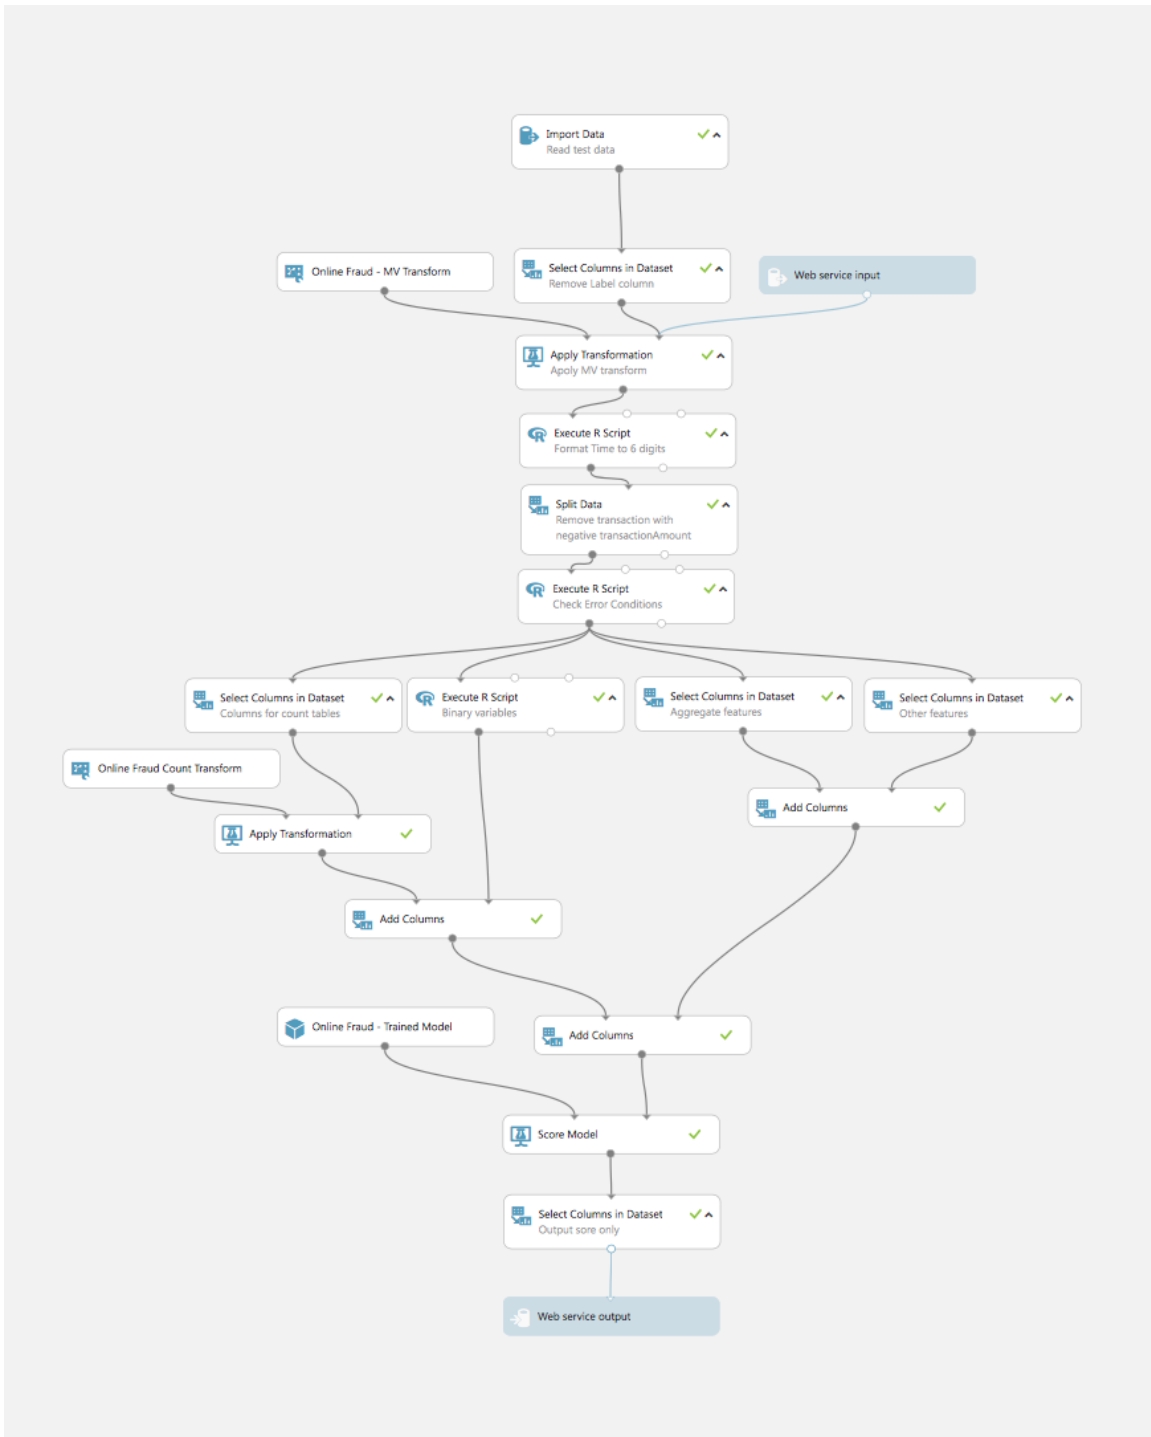 Import Data
Read test data
Online Fraud - MV Transform
Select Columns in Dataset
Remove Label column
Web service input
Apply Transformation
Apoly MV transform
Execute R Script
Format Time to 6 digits
Split Data
Remove transaction with
negative transactionAmount
Execute R Script
Check Error Conditions
Select Columns in Dataset
Columns for count tables
Execute R Script
Binary variables
Select Columns in Dataset
Aggregate features
Select Columns in Dataset
Other features
Online Fraud Count Transform
Add Columns
Apply Transformation
Add Columns
Online Fraud - Trained Model
Add Columns
Score Model
Select Columns in Dataset
Output sore only
Web service output